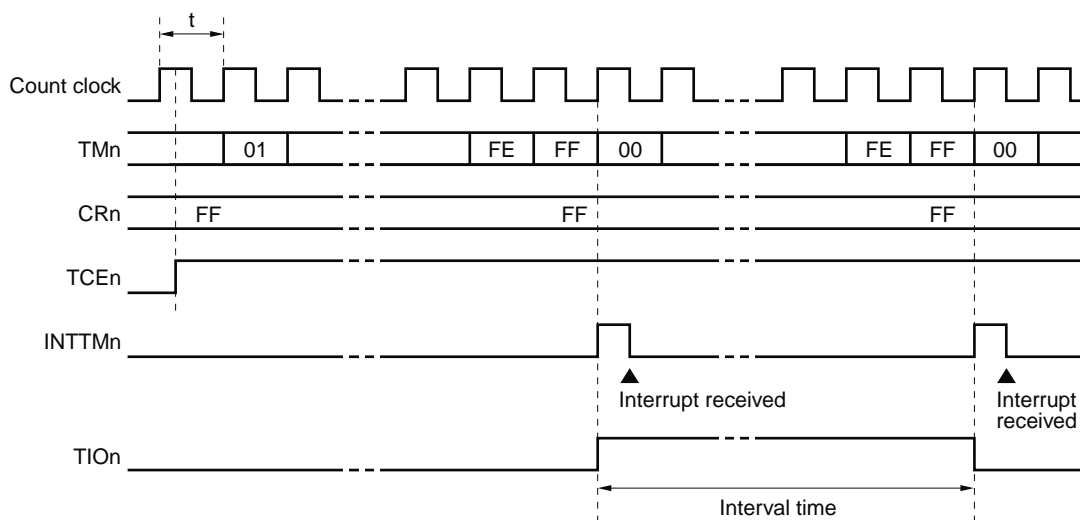 t
Count clock
TMn 01 FE FF 00 FE FF 00
CRn FF FF FF
TCEn
INTTMn
Interrupt received Interrupt
received
TIOn
Interval time